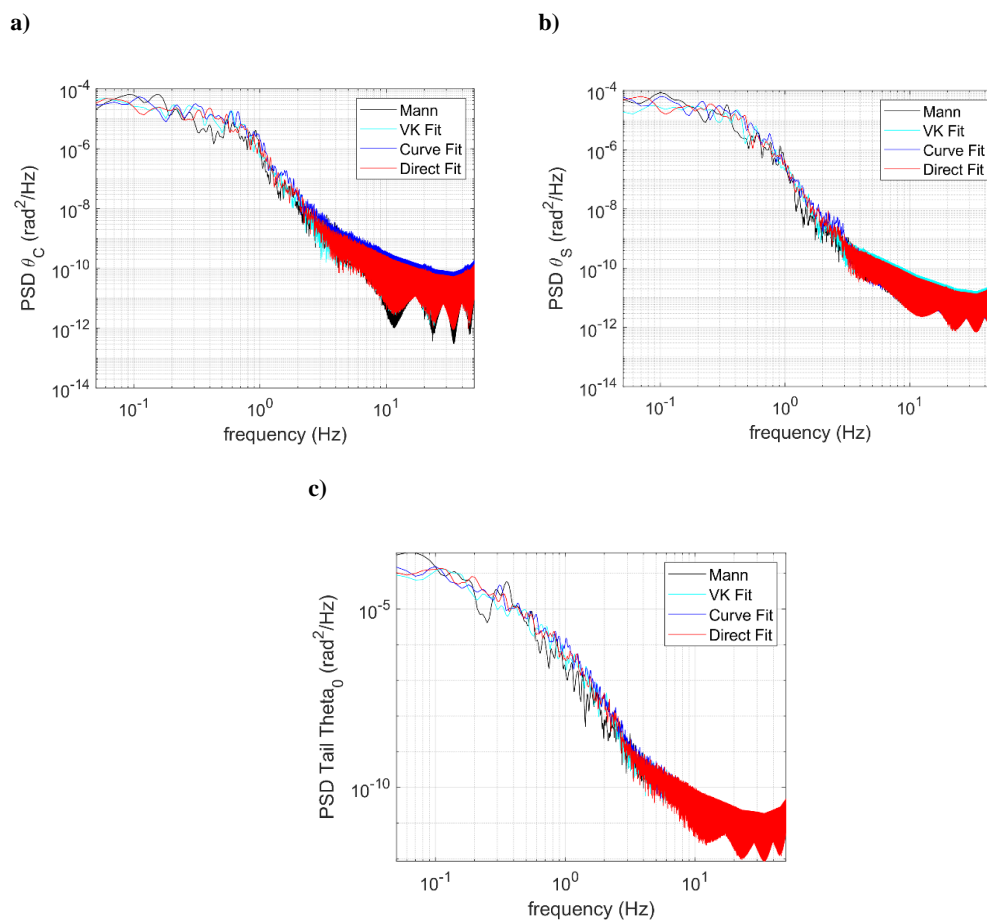 a)
10^-4
10^-6
10^-8
10^-10
10^-12
10^-14
PSD θ_C (rad^2/Hz)
10^-1
10^0
10^1
frequency (Hz)
Mann
VK Fit
Curve Fit
Direct Fit
b)
10^-4
10^-6
10^-8
10^-10
10^-12
10^-14
PSD θ_S (rad^2/Hz)
10^-1
10^0
10^1
frequency (Hz)
Mann
VK Fit
Curve Fit
Direct Fit
c)
10^-5
10^-10
PSD Tail Theta_0 (rad^2/Hz)
10^-1
10^0
10^1
frequency (Hz)
Mann
VK Fit
Curve Fit
Direct Fit